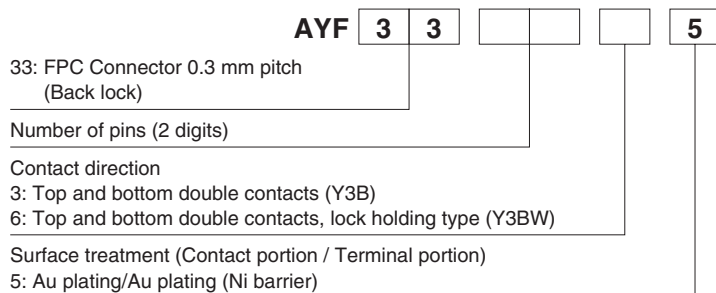 AYF 3 3 5
33: FPC Connector 0.3 mm pitch
(Back lock)
Number of pins (2 digits)
Contact direction
3: Top and bottom double contacts (Y3B)
6: Top and bottom double contacts, lock holding type (Y3BW)
Surface treatment (Contact portion / Terminal portion)
5: Au plating/Au plating (Ni barrier)